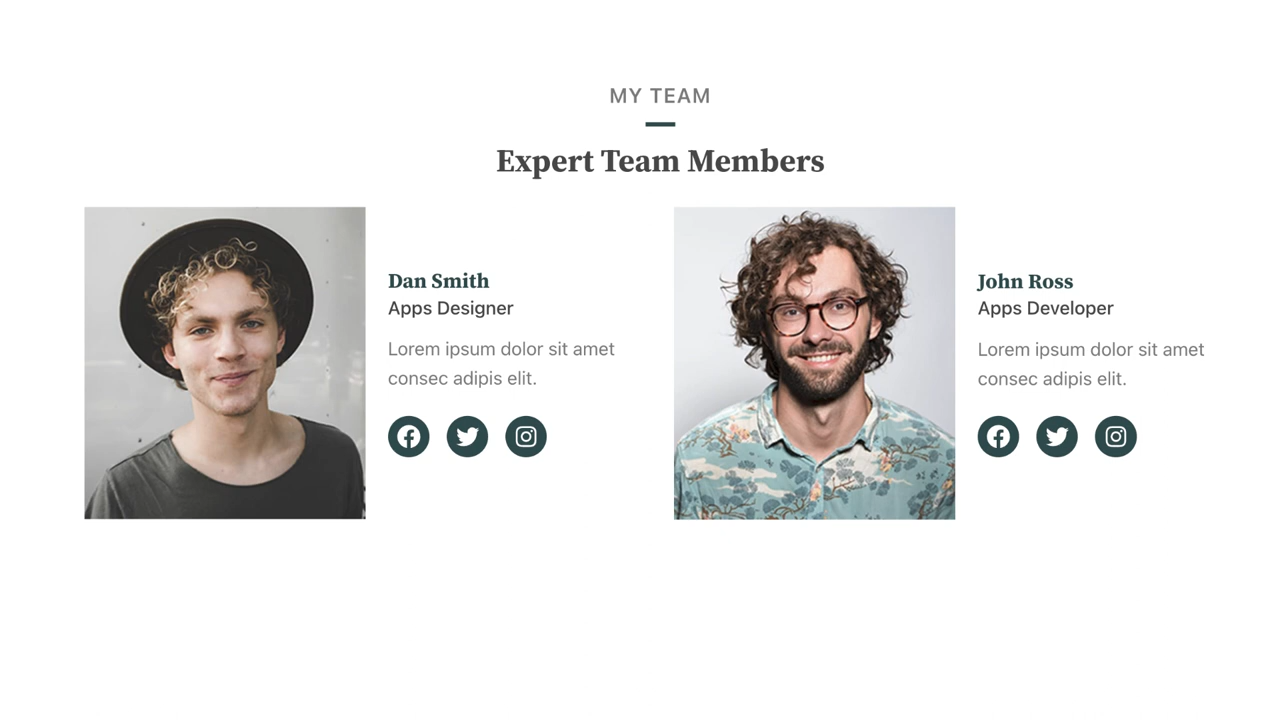 MY TEAM
Expert Team Members
Dan Smith
Apps Designer
Lorem ipsum dolor sit amet
consec adipis elit.
John Ross
Apps Developer
Lorem ipsum dolor sit amet
consec adipis elit.